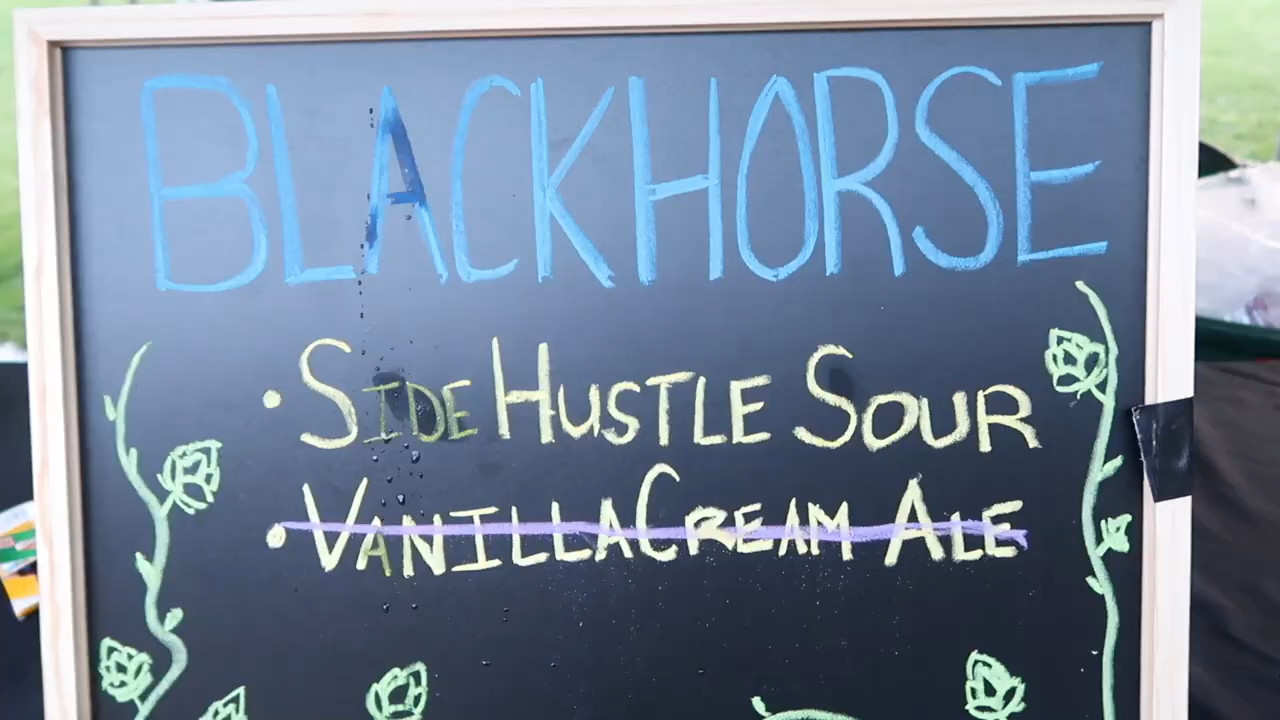 BLACKHORSE
• SIDE HUSTLE SOUR
• VANILLA CREAM ALE